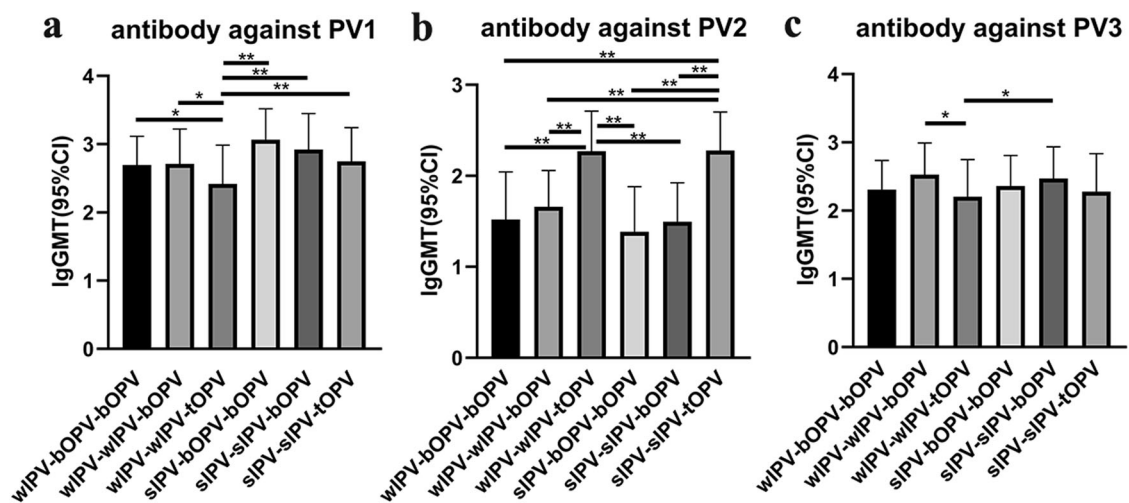 a antibody against PV1
IgGMT(95%CI)
4
3
2
1
0
**
**
**
*
*
wIPV-bOPV-bOPV
wIPV-wIPV-bOPV
wIPV-wIPV-tOPV
sIPV-bOPV-bOPV
sIPV-sIPV-bOPV
sIPV-sIPV-tOPV
b antibody against PV2
IgGMT(95%CI)
3
2
1
0
**
**
**
**
**
**
**
**
wIPV-bOPV-bOPV
wIPV-wIPV-bOPV
wIPV-wIPV-tOPV
sIPV-bOPV-bOPV
sIPV-sIPV-bOPV
sIPV-sIPV-tOPV
c antibody against PV3
IgGMT(95%CI)
4
3
2
1
0
*
*
wIPV-bOPV-bOPV
wIPV-wIPV-bOPV
wIPV-wIPV-tOPV
sIPV-bOPV-bOPV
sIPV-sIPV-bOPV
sIPV-sIPV-tOPV